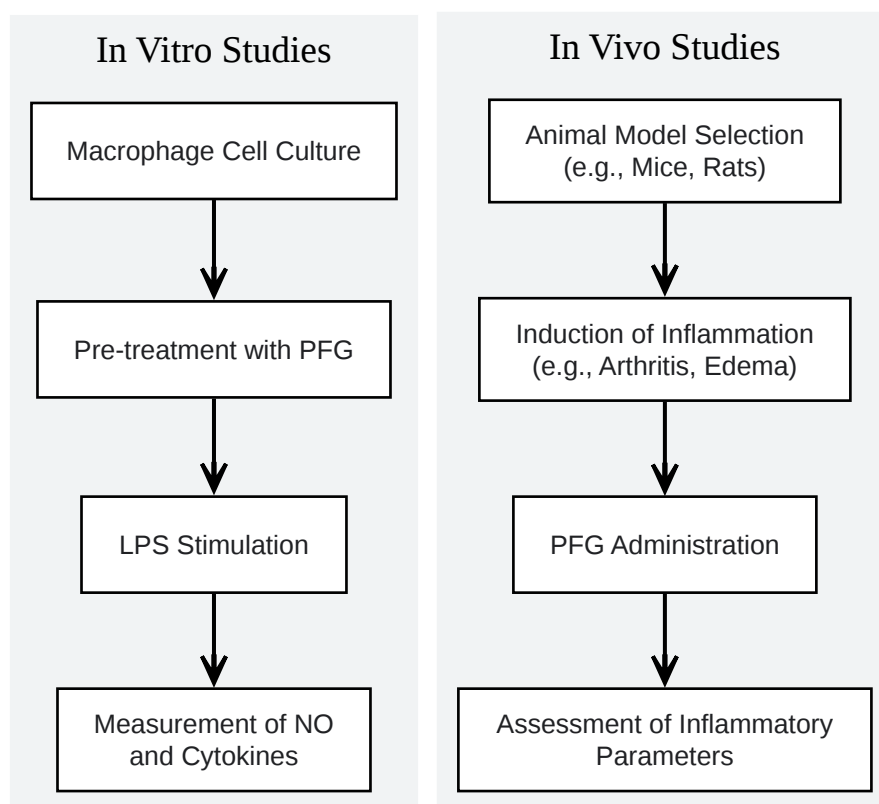 In Vitro Studies
Macrophage Cell Culture
Pre-treatment with PFG
LPS Stimulation
Measurement of NO
and Cytokines
In Vivo Studies
Animal Model Selection
(e.g., Mice, Rats)
Induction of Inflammation
(e.g., Arthritis, Edema)
PFG Administration
Assessment of Inflammatory
Parameters